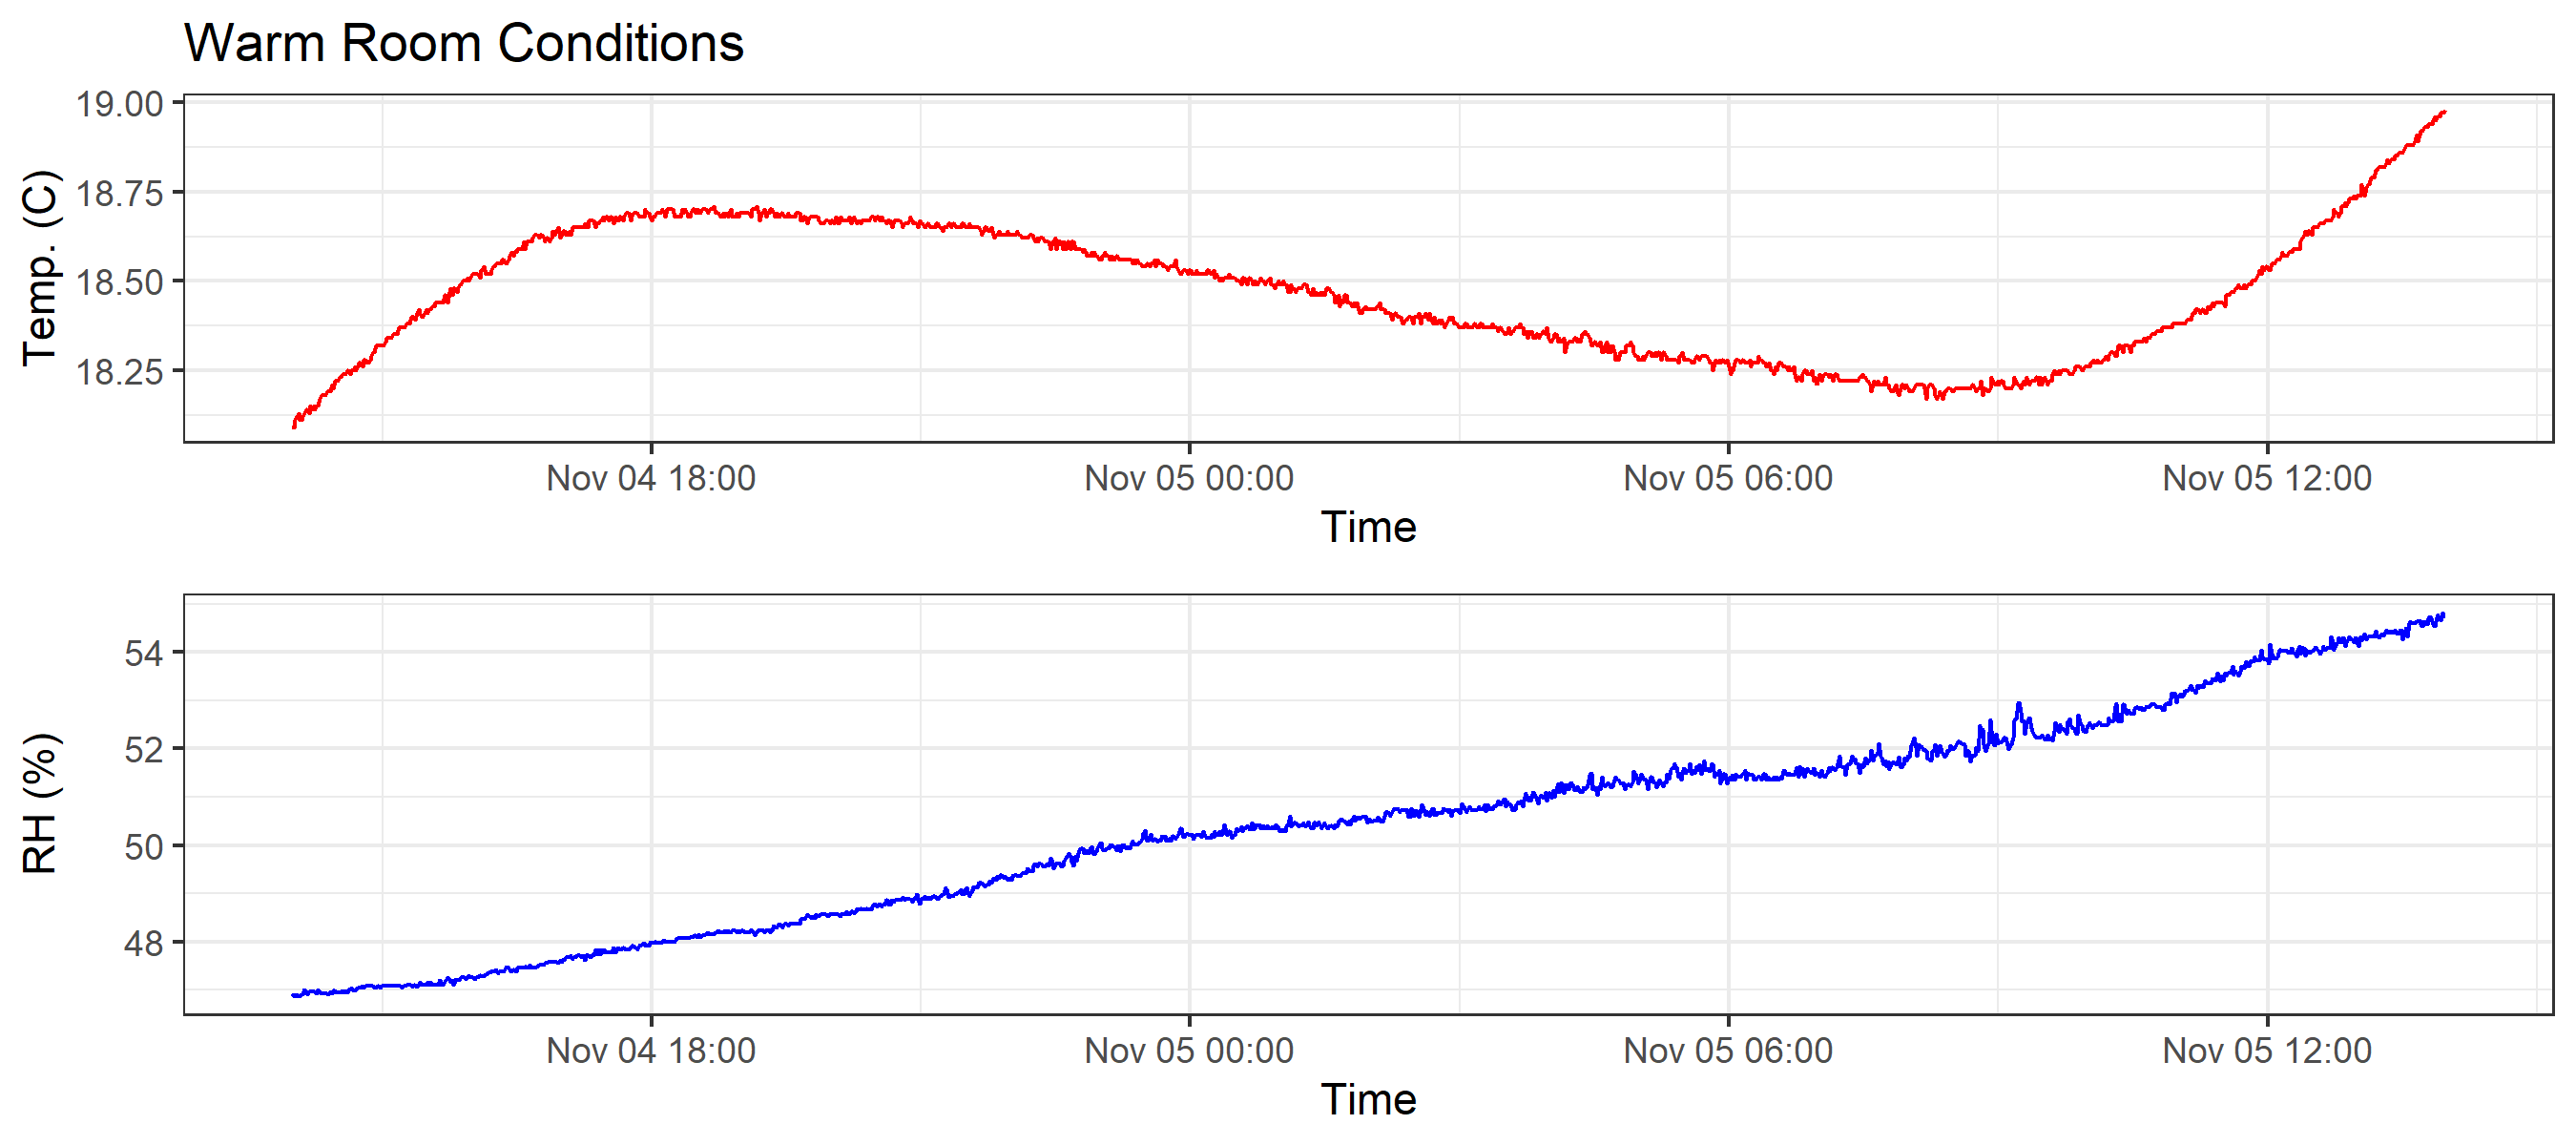 Warm Room Conditions
Temp. (C)
19.00
18.75
18.50
18.25
Nov 04 18:00 Nov 05 00:00 Nov 05 06:00 Nov 05 12:00
Time
RH (%)
54
52
50
48
Nov 04 18:00 Nov 05 00:00 Nov 05 06:00 Nov 05 12:00
Time